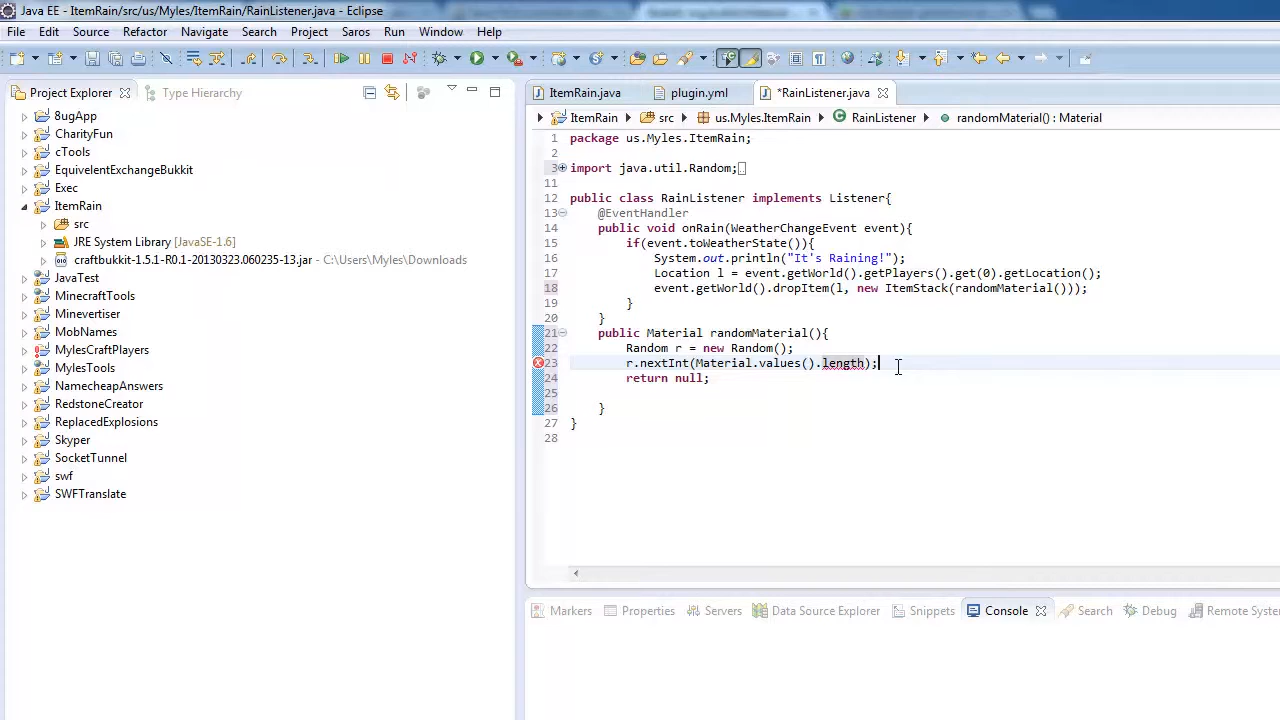 Java EE - ItemRain/src/us/Myles/ItemRain/RainListener.java - Eclipse
File Edit Source Refactor Navigate Search Project Saros Run Window Help
Project Explorer Type Hierarchy
8ugApp
CharityFun
cTools
EquivelentExchangeBukkit
Exec
ItemRain
src
JRE System Library [JavaSE-1.6]
craftbukkit-1.5.1-R0.1-20130323.060235-13.jar - C:\Users\Myles\Downloads
JavaTest
MinecraftTools
Minevertiser
MobNames
MylesCraftPlayers
MylesTools
NamecheapAnswers
RedstoneCreator
ReplacedExplosions
Skyper
SocketTunnel
swf
SWFTranslate
ItemRain.java plugin.yml *RainListener.java
ItemRain src us.Myles.ItemRain RainListener randomMaterial() : Material
1 package us.Myles.ItemRain;
2
3 import java.util.Random;
11
12 public class RainListener implements Listener{
13 @EventHandler
14 public void onRain(WeatherChangeEvent event){
15 if(event.toWeatherState()){
16 System.out.println("It's Raining!");
17 Location l = event.getWorld().getPlayers().get(0).getLocation();
18 event.getWorld().dropItem(l, new ItemStack(randomMaterial()));
19 }
20 }
21 public Material randomMaterial(){
22 Random r = new Random();
23 r.nextInt(Material.values().length);
24 return null;
25
26 }
27 }
28
Markers Properties Servers Data Source Explorer Snippets Console Search Debug Remote Syste